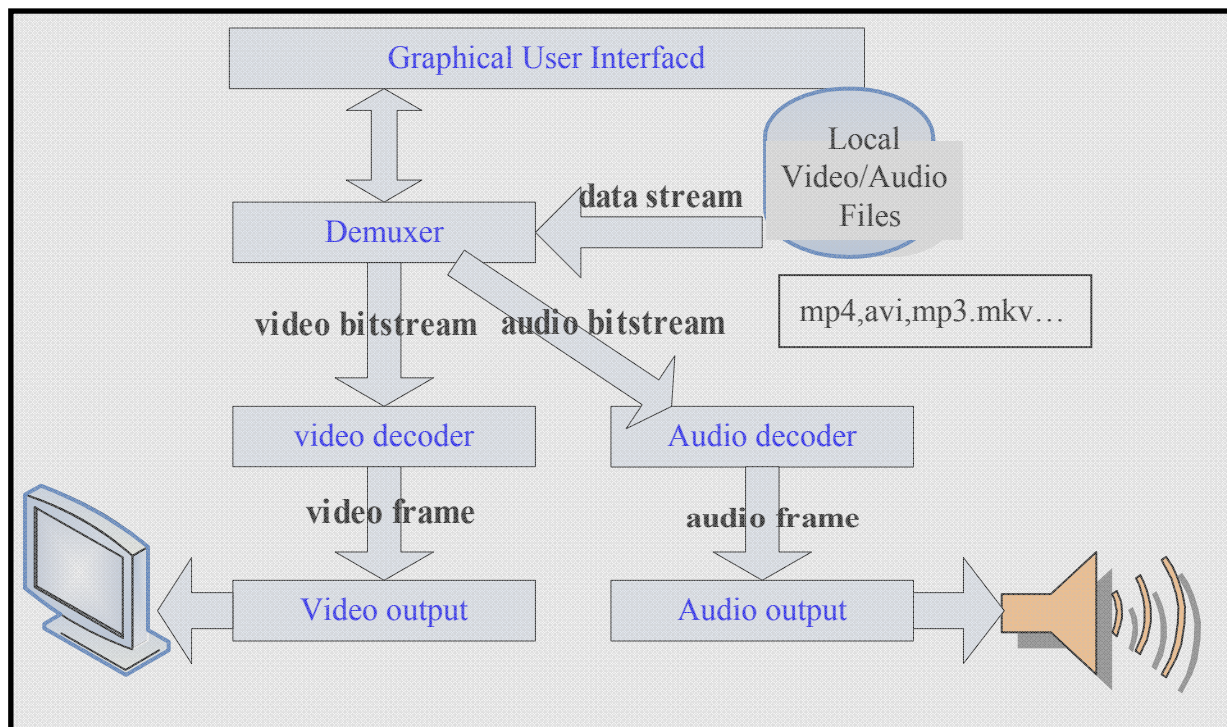 Graphical User Interfacd
Local
Video/Audio
Files
data stream
Demuxer
mp4,avi,mp3.mkv…
video bitstream
audio bitstream
video decoder
Audio decoder
video frame
audio frame
Video output
Audio output